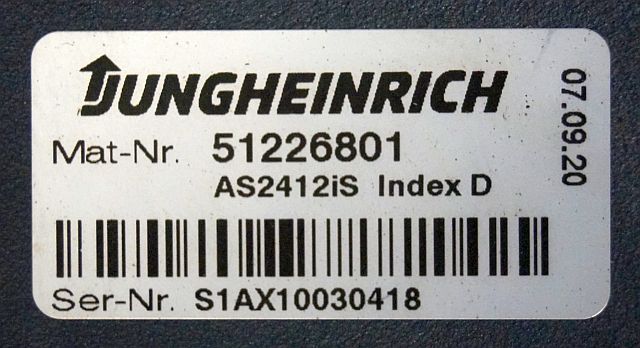 JUNGHEINRICH
Mat-Nr. 51226801
AS2412iS Index D
Ser-Nr. S1AX10030418
07.09.20